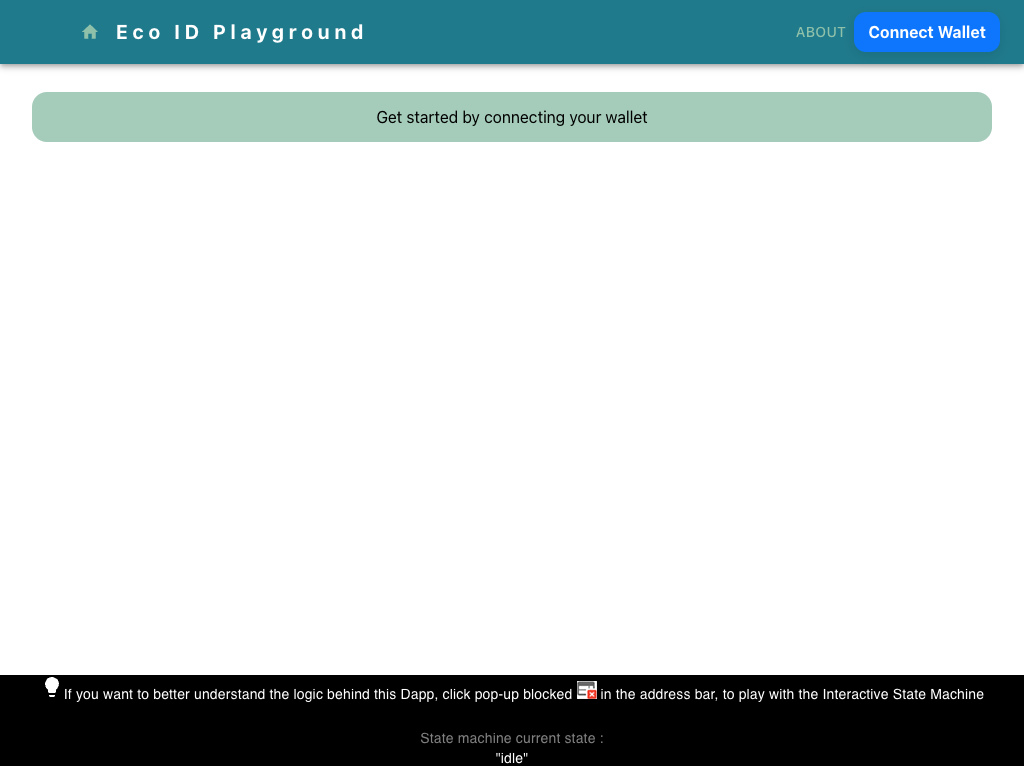 Eco ID Playground
ABOUT
Connect Wallet
Get started by connecting your wallet
If you want to better understand the logic behind this Dapp, click pop-up blocked in the address bar, to play with the Interactive State Machine
State machine current state :
"idle"